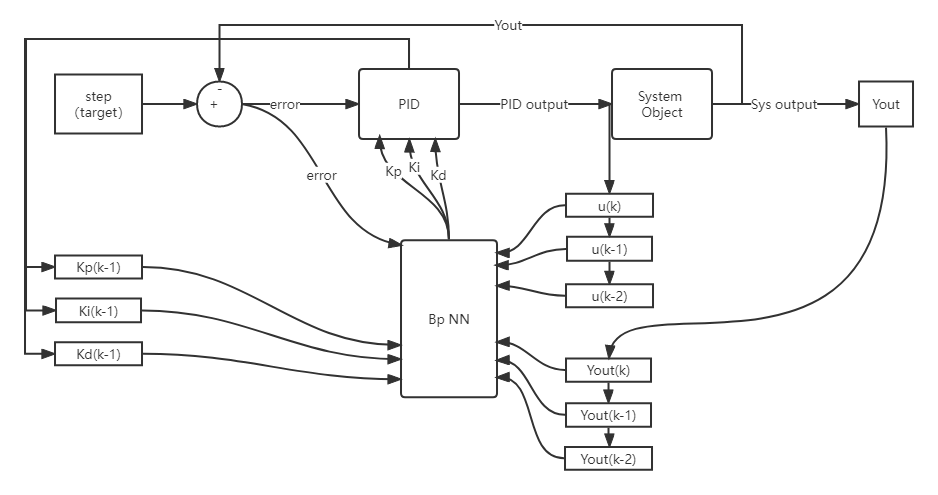 Yout
step
(target)
-
+
error
PID
PID output
System
Object
Sys output
Yout
error
Kp
Ki
Kd
u(k)
u(k-1)
u(k-2)
Kp(k-1)
Ki(k-1)
Kd(k-1)
Bp NN
Yout(k)
Yout(k-1)
Yout(k-2)